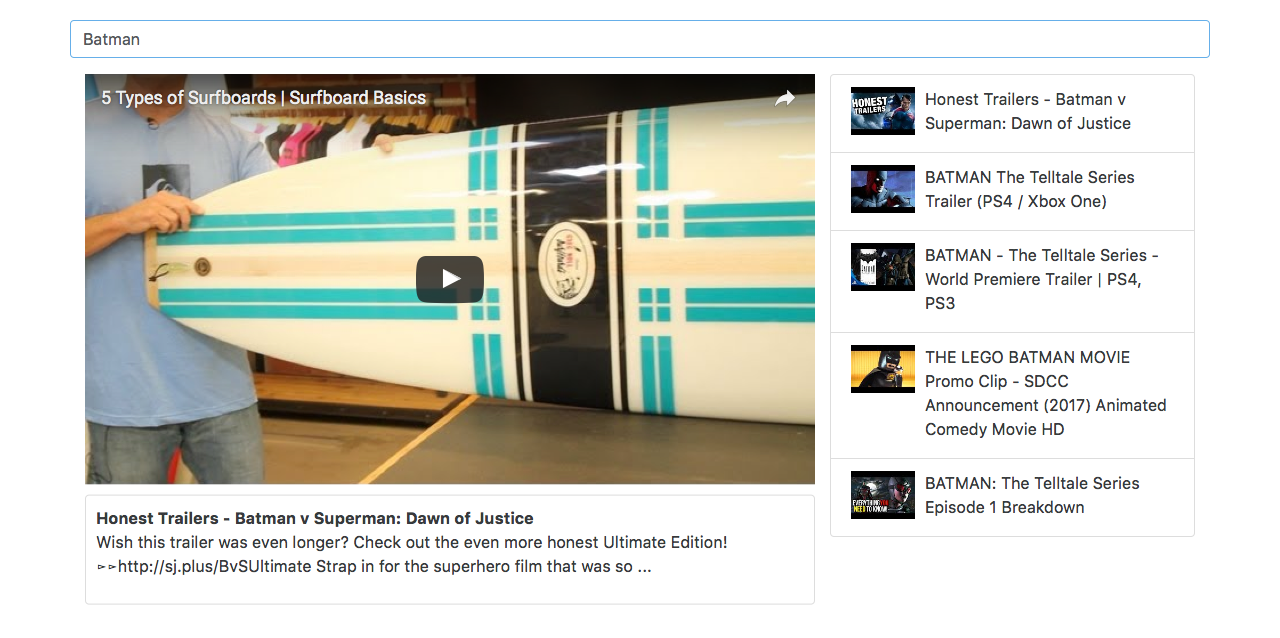 Batman
5 Types of Surfboards | Surfboard Basics
Honest Trailers - Batman v Superman: Dawn of Justice
Wish this trailer was even longer? Check out the even more honest Ultimate Edition!
►►http://sj.plus/BvSUltimate Strap in for the superhero film that was so ...
HONEST
TRAILERS
Honest Trailers - Batman v
Superman: Dawn of Justice
BATMAN The Telltale Series
Trailer (PS4 / Xbox One)
BATMAN - The Telltale Series -
World Premiere Trailer | PS4,
PS3
THE LEGO BATMAN MOVIE
Promo Clip - SDCC
Announcement (2017) Animated
Comedy Movie HD
EVERYTHING YOU
NEED TO KNOW!
BATMAN: The Telltale Series
Episode 1 Breakdown